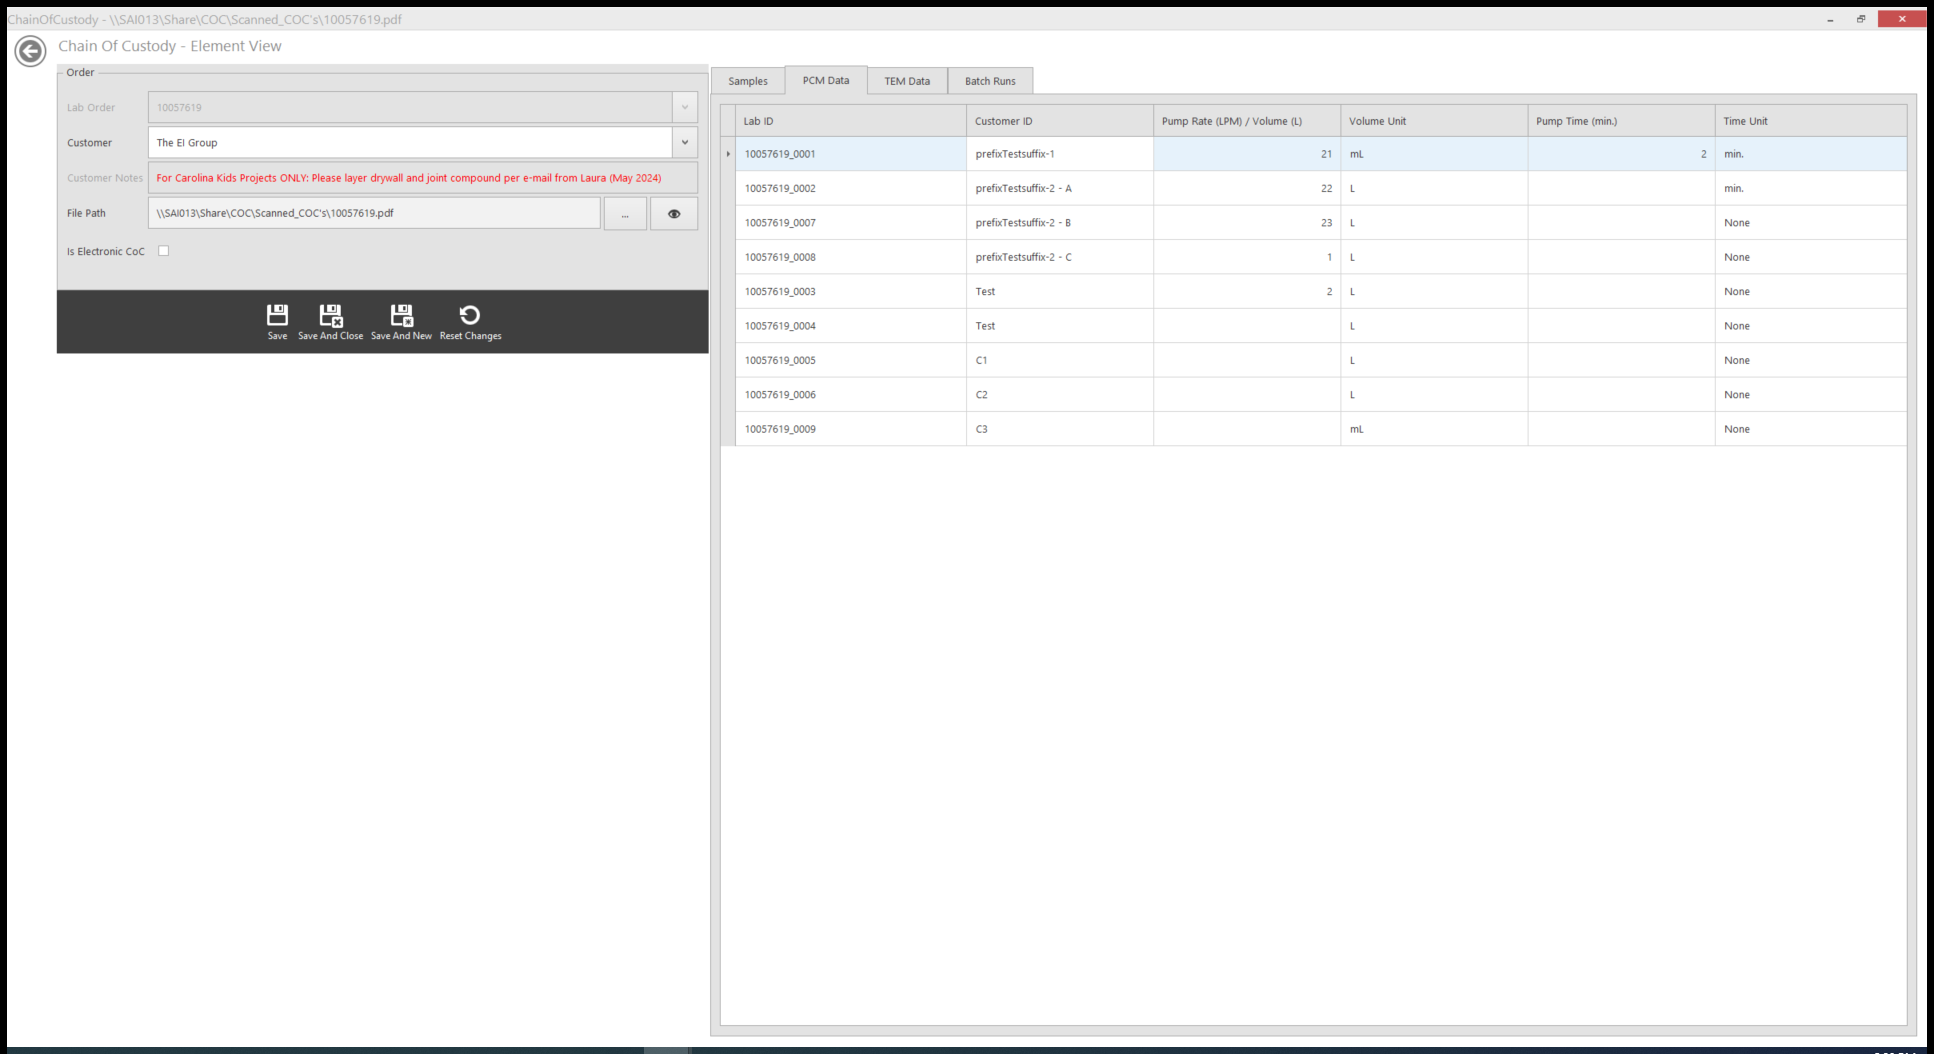 ChainOfCustody - \\SAI013\Share\COC\Scanned_COC's\10057619.pdf
Chain Of Custody - Element View
Order
Lab Order 10057619
Customer The EI Group
Customer Notes For Carolina Kids Projects ONLY: Please layer drywall and joint compound per e-mail from Laura (May 2024)
File Path \\SAI013\Share\COC\Scanned_COC's\10057619.pdf ...
Is Electronic CoC
Save Save And Close Save And New Reset Changes
Samples PCM Data TEM Data Batch Runs
Lab ID Customer ID Pump Rate (LPM) / Volume (L) Volume Unit Pump Time (min.) Time Unit
10057619_0001 prefixTestsuffix-1 21 mL 2 min.
10057619_0002 prefixTestsuffix-2 - A 22 L min.
10057619_0007 prefixTestsuffix-2 - B 23 L None
10057619_0008 prefixTestsuffix-2 - C 1 L None
10057619_0003 Test 2 L None
10057619_0004 Test L None
10057619_0005 C1 L None
10057619_0006 C2 L None
10057619_0009 C3 mL None